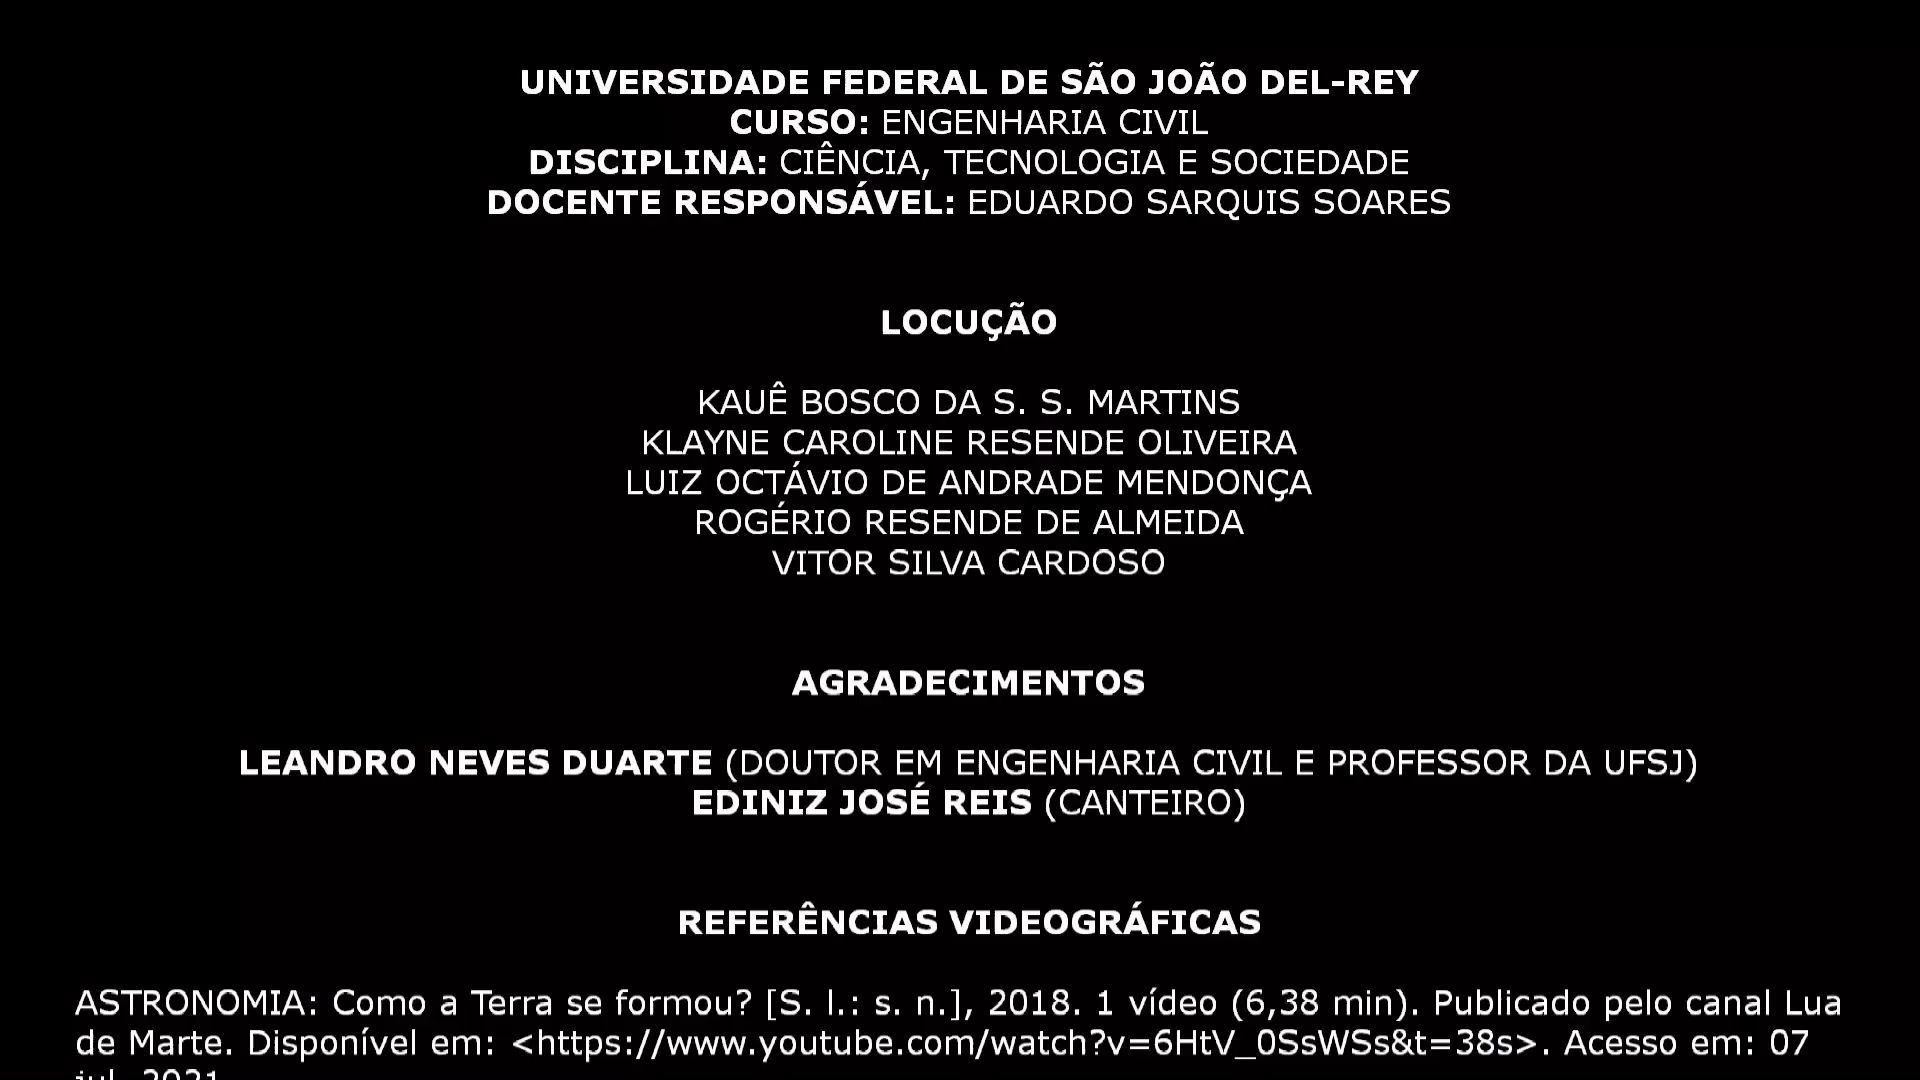 UNIVERSIDADE FEDERAL DE SÃO JOÃO DEL-REY
CURSO: ENGENHARIA CIVIL
DISCIPLINA: CIÊNCIA, TECNOLOGIA E SOCIEDADE
DOCENTE RESPONSÁVEL: EDUARDO SARQUIS SOARES
LOCUÇÃO
KAUÊ BOSCO DA S. S. MARTINS
KLAYNE CAROLINE RESENDE OLIVEIRA
LUIZ OCTÁVIO DE ANDRADE MENDONÇA
ROGÉRIO RESENDE DE ALMEIDA
VITOR SILVA CARDOSO
AGRADECIMENTOS
LEANDRO NEVES DUARTE (DOUTOR EM ENGENHARIA CIVIL E PROFESSOR DA UFSJ)
EDINIZ JOSÉ REIS (CANTEIRO)
REFERÊNCIAS VIDEOGRÁFICAS
ASTRONOMIA: Como a Terra se formou? [S. l.: s. n.], 2018. 1 vídeo (6,38 min). Publicado pelo canal Lua
de Marte. Disponível em: <https://www.youtube.com/watch?v=6HtV_0SsWSs&t=38s>. Acesso em: 07
jul. 2021